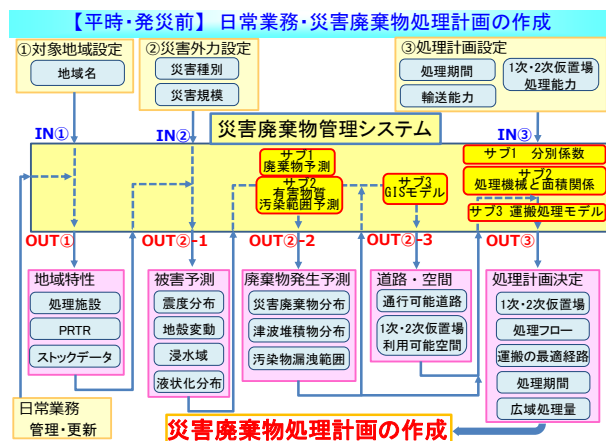 【平時・発災前】 日常業務・災害廃棄物処理計画の作成
①対象地域設定
地域名
②災害外力設定
災害種別
災害規模
③処理計画設定
処理期間
輸送能力
1次・2次仮置場
処理能力
IN①
IN②
IN③
災害廃棄物管理システム
サブ1
廃棄物予測
サブ2
有害物質
汚染範囲予測
サブ3
GISモデル
サブ1 分別係数
サブ2
処理機械と面積関係
サブ3 運搬処理モデル
OUT①
OUT②-1
OUT②-2
OUT②-3
OUT③
地域特性
処理施設
PRTR
ストックデータ
被害予測
震度分布
地殻変動
浸水域
液状化分布
廃棄物発生予測
災害廃棄物分布
津波堆積物分布
汚染物漏洩範囲
道路・空間
通行可能道路
1次・2次仮置場
利用可能空間
処理計画決定
1次・2次仮置場
処理フロー
運搬の最適経路
処理期間
広域処理量
日常業務
管理・更新
災害廃棄物処理計画の作成